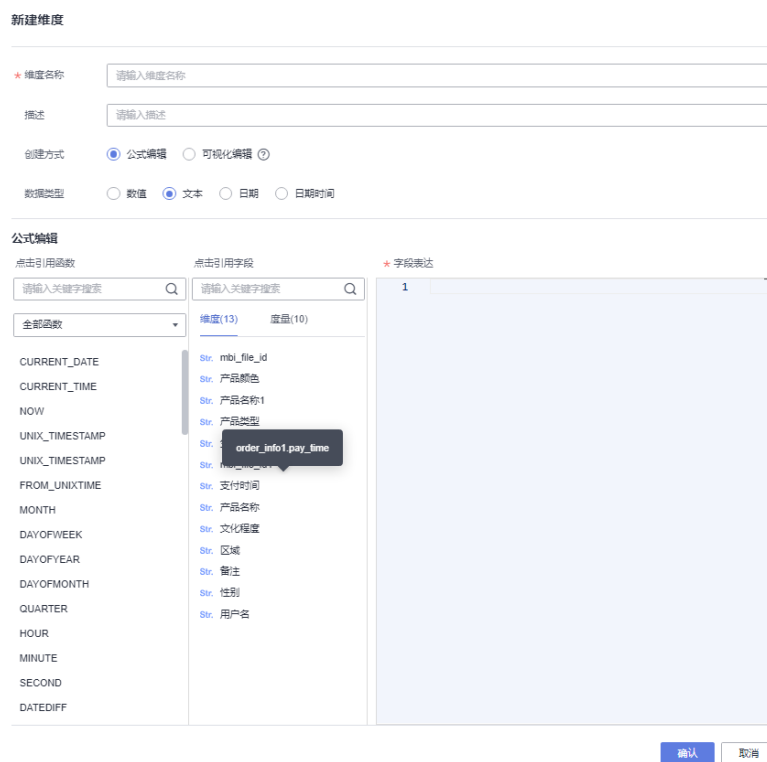 新建维度
* 维度名称
请输入维度名称
描述
请输入描述
创建方式
公式编辑
可视化编辑 ?
数据类型
数值
文本
日期
日期时间
公式编辑
点击引用函数
请输入关键字搜索
全部函数
CURRENT_DATE
CURRENT_TIME
NOW
UNIX_TIMESTAMP
UNIX_TIMESTAMP
FROM_UNIXTIME
MONTH
DAYOFWEEK
DAYOFYEAR
DAYOFMONTH
QUARTER
HOUR
MINUTE
SECOND
DATEDIFF
点击引用字段
请输入关键字搜索
维度(13)
度量(10)
Str. mbi_file_id
Str. 产品颜色
Str. 产品名称1
Str. 产品类型
Str.
order_info1.pay_time
Str. mbi_file_id1
Str. 支付时间
Str. 产品名称
Str. 文化程度
Str. 区域
Str. 备注
Str. 性别
Str. 用户名
* 字段表达
1
确认
取消